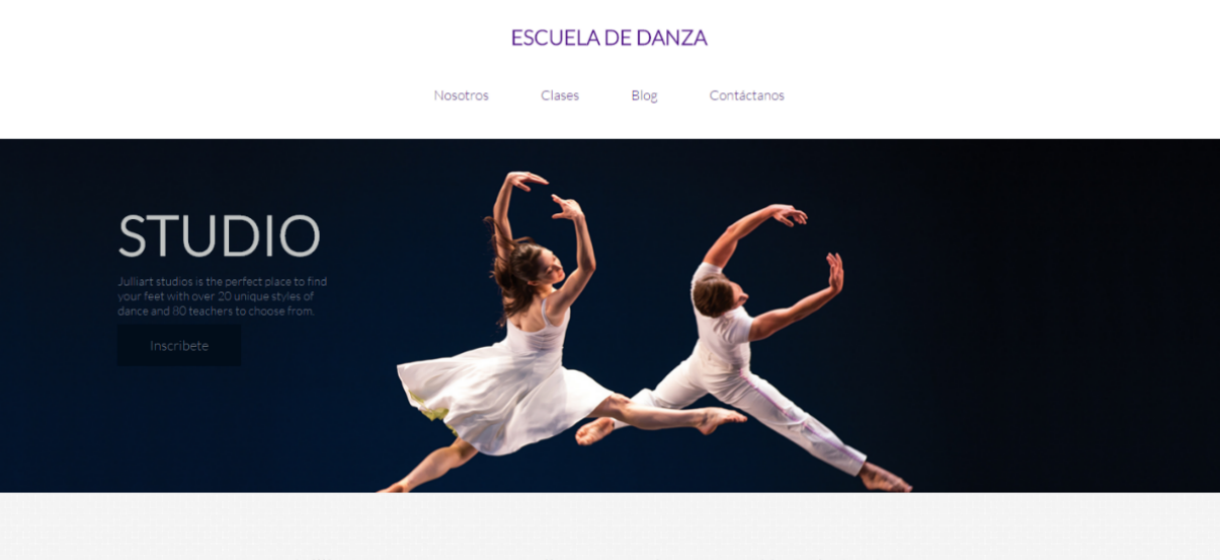 ESCUELA DE DANZA
Nosotros
Clases
Blog
Contáctanos
STUDIO
Julliart studios is the perfect place to find
your feet with over 20 unique styles of
dance and 80 teachers to choose from.
Inscribete